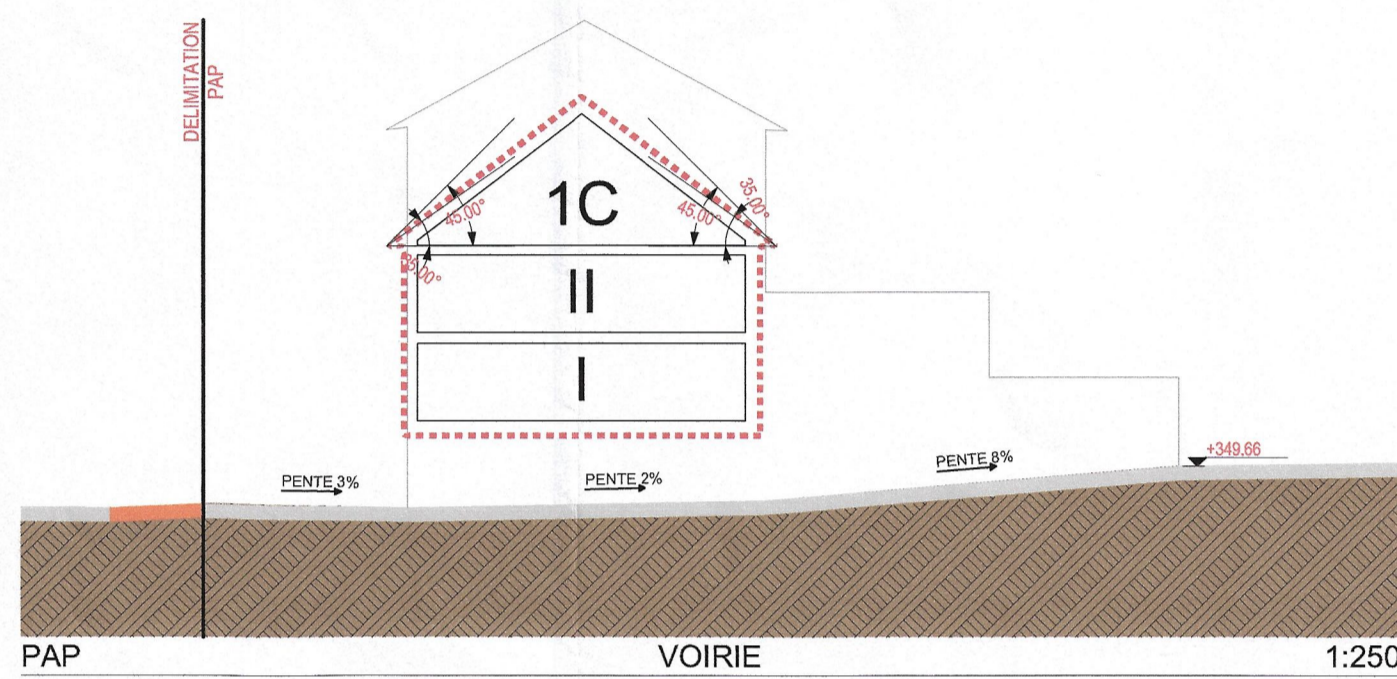 DELIMITATION
PAP
1C
45.00°
45.00°
35.00°
35.00°
II
I
+349.66
PENTE 3%
PENTE 2%
PENTE 8%
PAP
VOIRIE
1:250